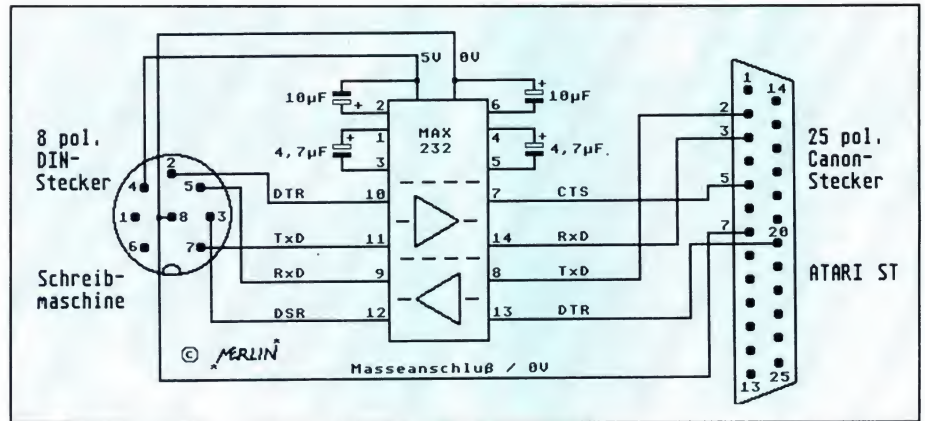 5V 0V
10µF + 2
6 + 10µF
MAX
232
4,7µF + 1
3
4 + 4,7µF.
5
8 pol.
DIN-
Stecker
2
4 5
1 8 3
6 7
Schreib-
maschine
DTR 10
TxD 11
RxD 9
DSR 12
7 CTS
14 RxD
8 TxD
13 DTR
1 14
2
3
5
7 20
13 25
25 pol.
Canon-
Stecker
ATARI ST
© MERLIN
Masseanschluß / 0V